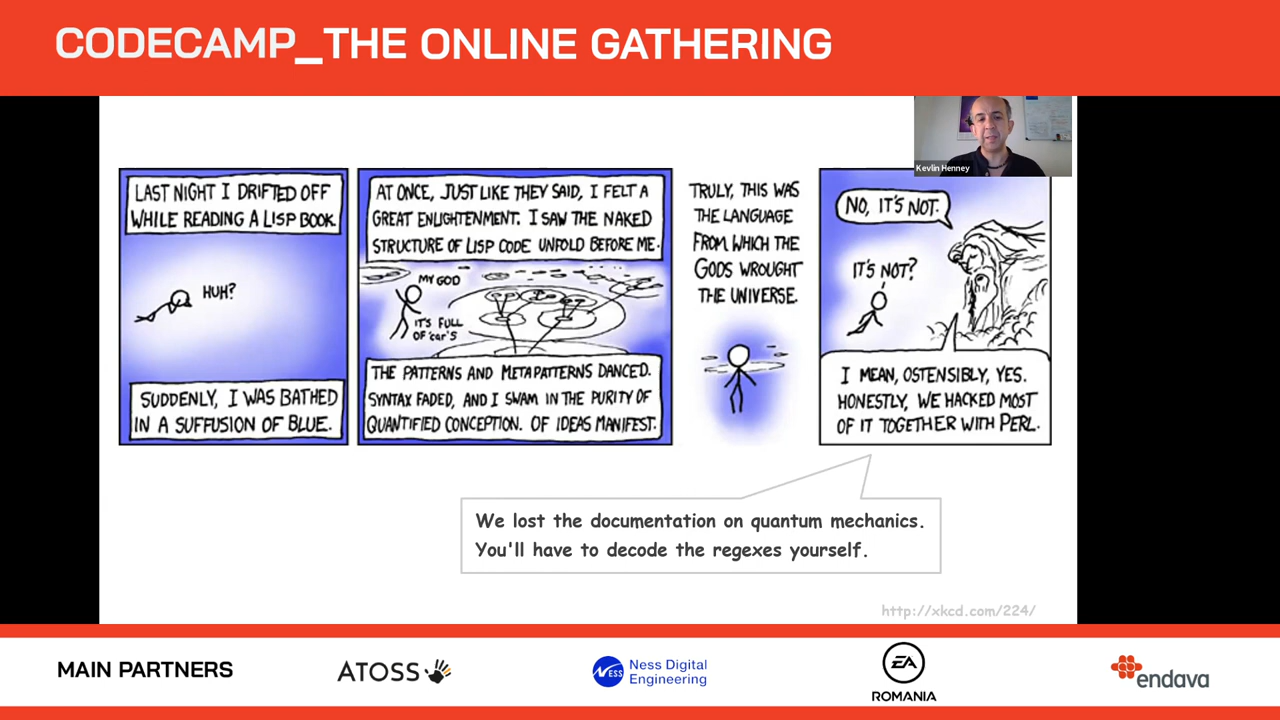 CODECAMP_THE ONLINE GATHERING
Kevlin Henney
LAST NIGHT I DRIFTED OFF
WHILE READING A LISP BOOK.
HUH?
SUDDENLY, I WAS BATHED
IN A SUFFUSION OF BLUE.
AT ONCE, JUST LIKE THEY SAID, I FELT A
GREAT ENLIGHTENMENT. I SAW THE NAKED
STRUCTURE OF LISP CODE UNFOLD BEFORE ME.
MY GOD
IT'S FULL
OF 'car'S
THE PATTERNS AND METAPATTERNS DANCED.
SYNTAX FADED, AND I SWAM IN THE PURITY OF
QUANTIFIED CONCEPTION. OF IDEAS MANIFEST.
TRULY, THIS WAS
THE LANGUAGE
FROM WHICH THE
GODS WROUGHT
THE UNIVERSE.
NO, IT'S NOT.
IT'S NOT?
I MEAN, OSTENSIBLY, YES.
HONESTLY, WE HACKED MOST
OF IT TOGETHER WITH PERL.
We lost the documentation on quantum mechanics.
You'll have to decode the regexes yourself.
http://xkcd.com/224/
MAIN PARTNERS
ATOSS
NESS
Ness Digital
Engineering
EA
ROMANIA
endava